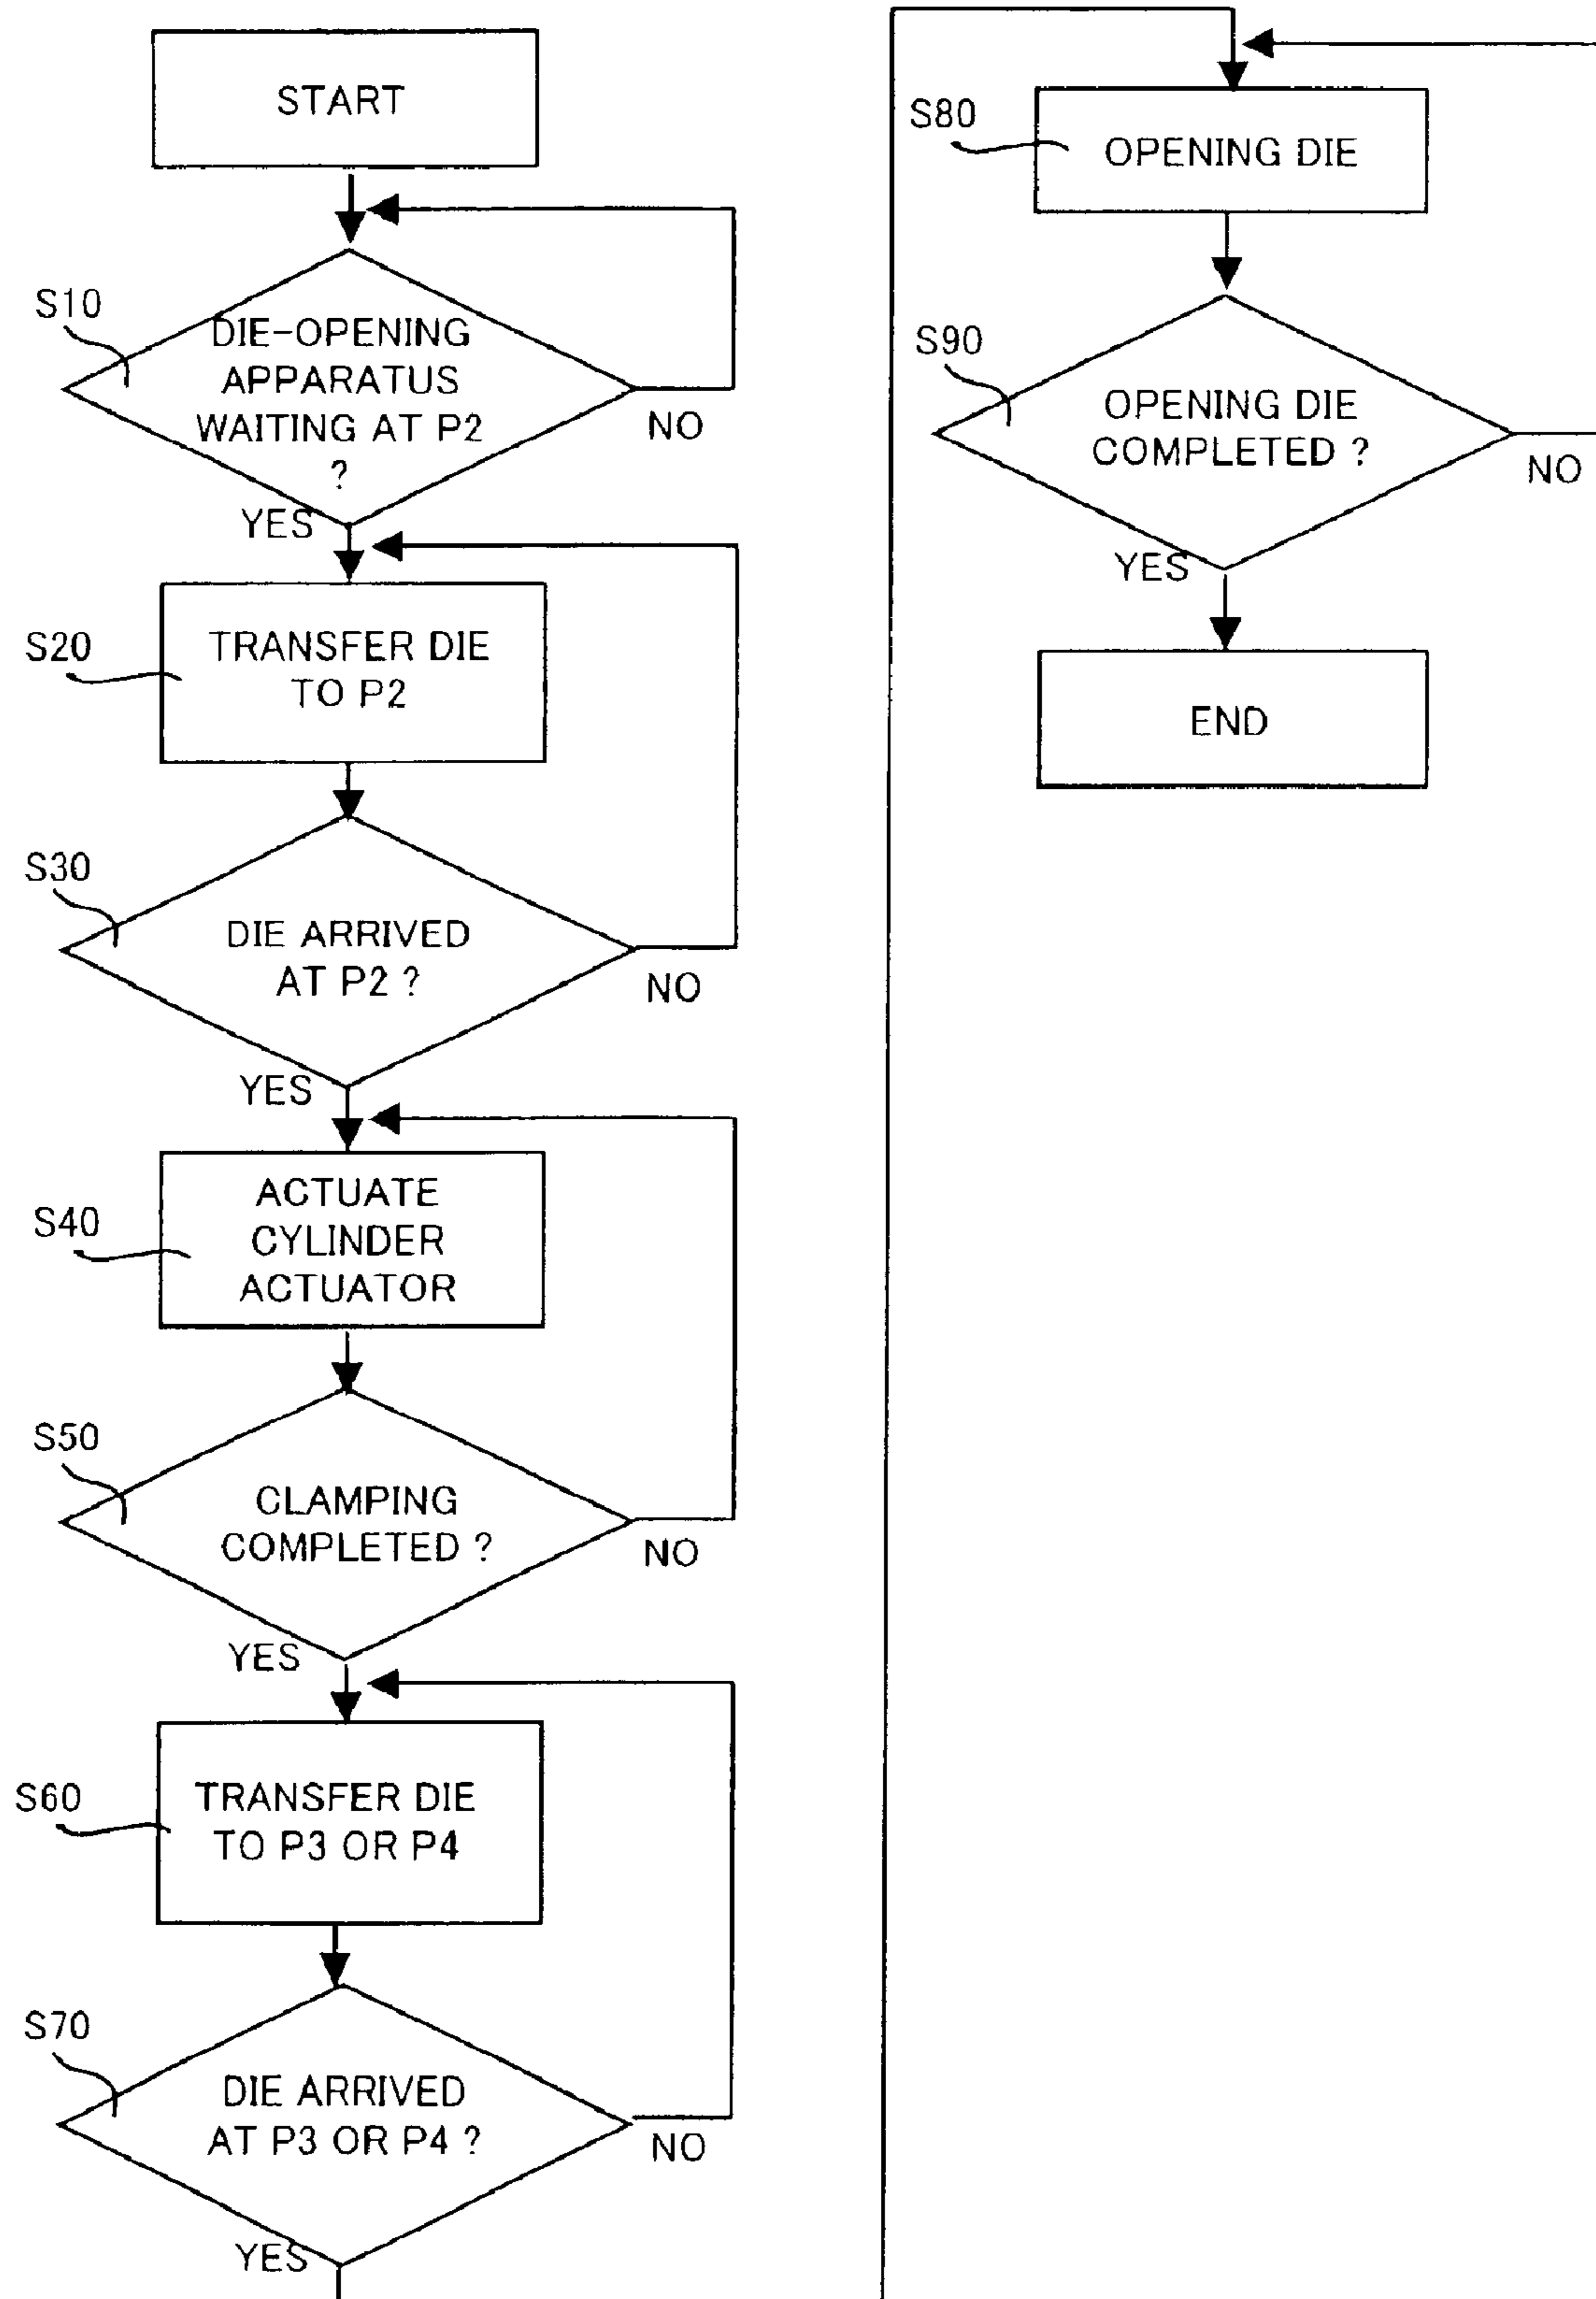 START
S10
DIE-OPENING
APPARATUS
WAITING AT P2
?
NO
YES
S20
TRANSFER DIE
TO P2
S30
DIE ARRIVED
AT P2 ?
NO
YES
S40
ACTUATE
CYLINDER
ACTUATOR
S50
CLAMPING
COMPLETED ?
NO
YES
S60
TRANSFER DIE
TO P3 OR P4
S70
DIE ARRIVED
AT P3 OR P4 ?
NO
YES
S80
OPENING DIE
S90
OPENING DIE
COMPLETED ?
NO
YES
END